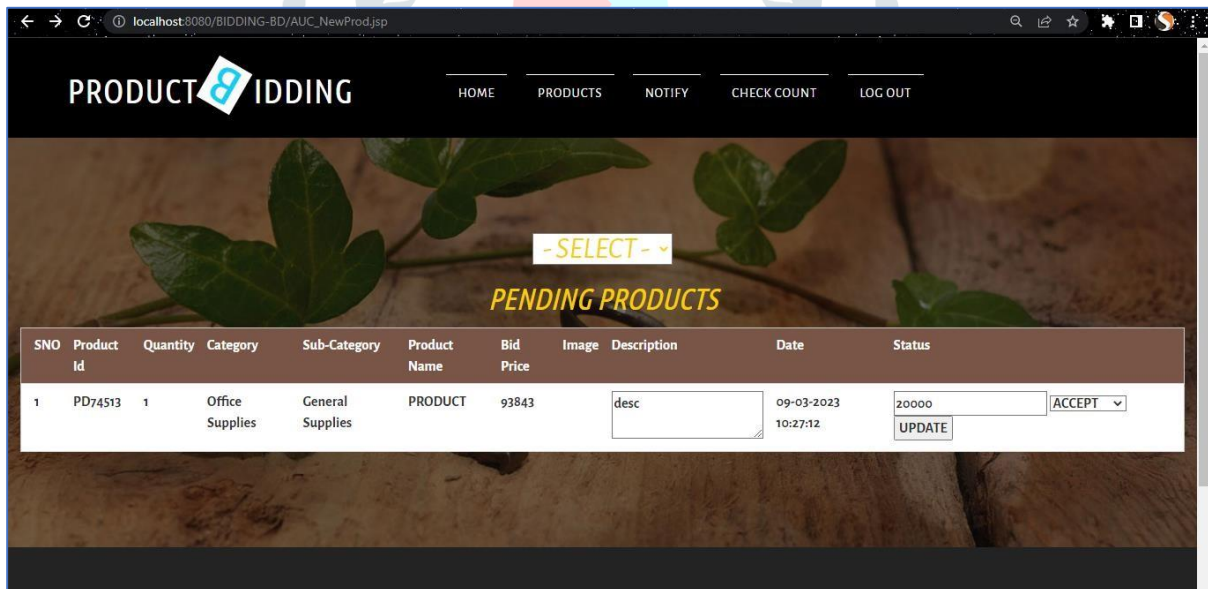 localhost:8080/BIDDING-BD/AUC_NewProd.jsp
PRODUCT BIDDING
HOME PRODUCTS NOTIFY CHECK COUNT LOG OUT
- SELECT -
PENDING PRODUCTS
SNO Product Id Quantity Category Sub-Category Product Name Bid Price Image Description Date Status
1 PD74513 1 Office Supplies General Supplies PRODUCT 93843 desc 09-03-2023 10:27:12 20000 ACCEPT
UPDATE